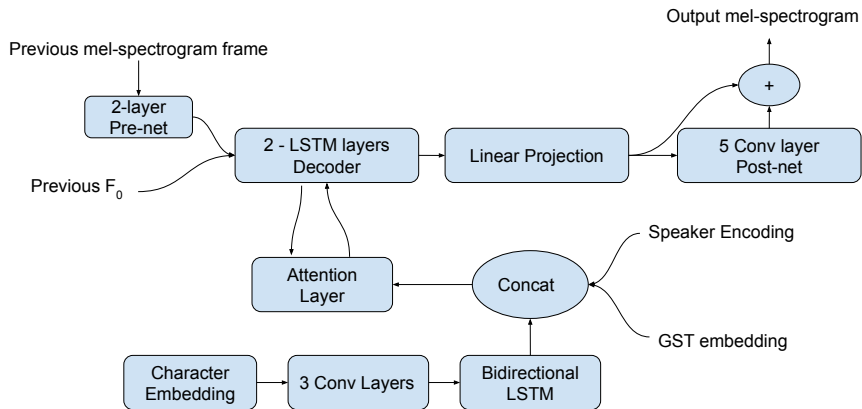 Output mel-spectrogram
Previous mel-spectrogram frame
2-layer
Pre-net
+
2 - LSTM layers
Decoder
Linear Projection
5 Conv layer
Post-net
Previous F₀
Speaker Encoding
Attention
Layer
Concat
GST embedding
Character
Embedding
3 Conv Layers
Bidirectional
LSTM